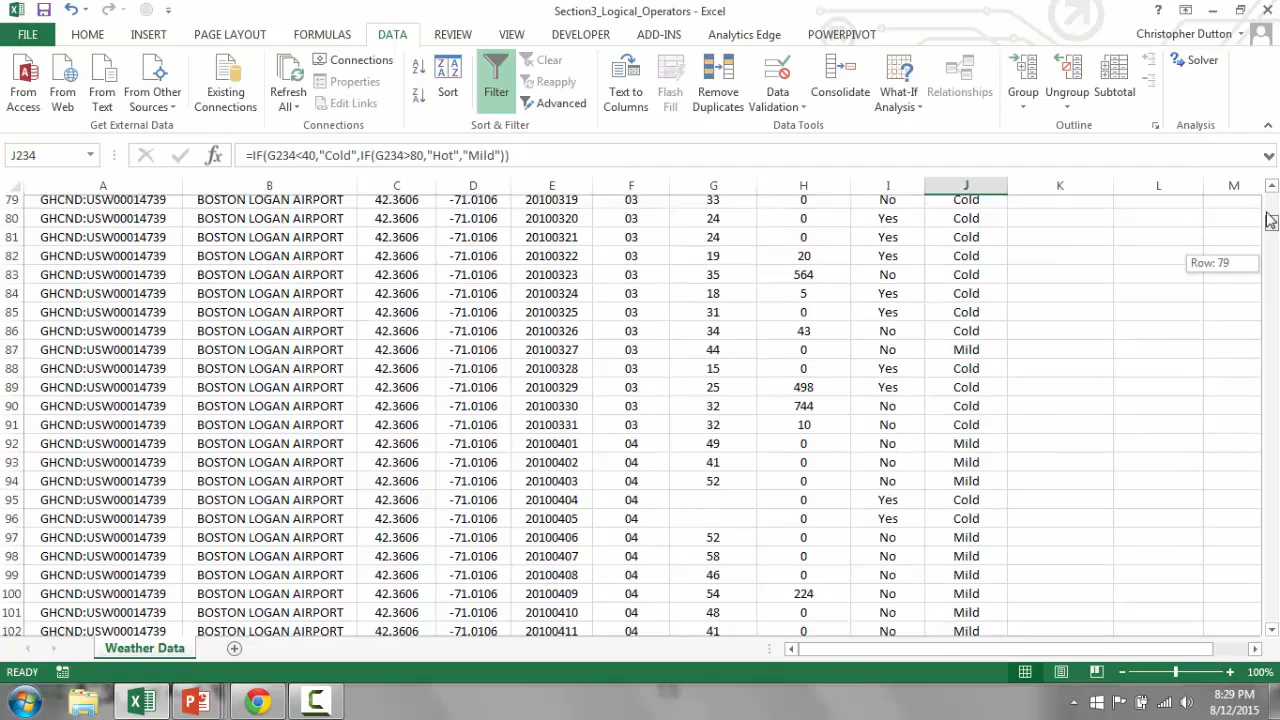 Section3_Logical_Operators - Excel
?
FILE HOME INSERT PAGE LAYOUT FORMULAS DATA REVIEW VIEW DEVELOPER ADD-INS Analytics Edge POWERPIVOT Christopher Dutton
From Access From Web From Text From Other Sources Existing Connections
Get External Data
Refresh All Connections Properties Edit Links
Connections
Sort Filter Clear Reapply Advanced
Sort & Filter
Text to Columns Flash Fill Remove Duplicates Data Validation Consolidate What-If Analysis Relationships
Data Tools
Group Ungroup Subtotal
Outline
Solver
Analysis
J234 fx =IF(G234<40,"Cold",IF(G234>80,"Hot","Mild"))
A B C D E F G H I J K L M
79 GHCND:USW00014739 BOSTON LOGAN AIRPORT 42.3606 -71.0106 20100319 03 33 0 No Cold
80 GHCND:USW00014739 BOSTON LOGAN AIRPORT 42.3606 -71.0106 20100320 03 24 0 Yes Cold
81 GHCND:USW00014739 BOSTON LOGAN AIRPORT 42.3606 -71.0106 20100321 03 24 0 Yes Cold
82 GHCND:USW00014739 BOSTON LOGAN AIRPORT 42.3606 -71.0106 20100322 03 19 20 Yes Cold
Row: 79
83 GHCND:USW00014739 BOSTON LOGAN AIRPORT 42.3606 -71.0106 20100323 03 35 564 No Cold
84 GHCND:USW00014739 BOSTON LOGAN AIRPORT 42.3606 -71.0106 20100324 03 18 5 Yes Cold
85 GHCND:USW00014739 BOSTON LOGAN AIRPORT 42.3606 -71.0106 20100325 03 31 0 Yes Cold
86 GHCND:USW00014739 BOSTON LOGAN AIRPORT 42.3606 -71.0106 20100326 03 34 43 No Cold
87 GHCND:USW00014739 BOSTON LOGAN AIRPORT 42.3606 -71.0106 20100327 03 44 0 No Mild
88 GHCND:USW00014739 BOSTON LOGAN AIRPORT 42.3606 -71.0106 20100328 03 15 0 Yes Cold
89 GHCND:USW00014739 BOSTON LOGAN AIRPORT 42.3606 -71.0106 20100329 03 25 498 Yes Cold
90 GHCND:USW00014739 BOSTON LOGAN AIRPORT 42.3606 -71.0106 20100330 03 32 744 No Cold
91 GHCND:USW00014739 BOSTON LOGAN AIRPORT 42.3606 -71.0106 20100331 03 32 10 No Cold
92 GHCND:USW00014739 BOSTON LOGAN AIRPORT 42.3606 -71.0106 20100401 04 49 0 No Mild
93 GHCND:USW00014739 BOSTON LOGAN AIRPORT 42.3606 -71.0106 20100402 04 41 0 No Mild
94 GHCND:USW00014739 BOSTON LOGAN AIRPORT 42.3606 -71.0106 20100403 04 52 0 No Mild
95 GHCND:USW00014739 BOSTON LOGAN AIRPORT 42.3606 -71.0106 20100404 04 0 Yes Cold
96 GHCND:USW00014739 BOSTON LOGAN AIRPORT 42.3606 -71.0106 20100405 04 0 Yes Cold
97 GHCND:USW00014739 BOSTON LOGAN AIRPORT 42.3606 -71.0106 20100406 04 52 0 No Mild
98 GHCND:USW00014739 BOSTON LOGAN AIRPORT 42.3606 -71.0106 20100407 04 58 0 No Mild
99 GHCND:USW00014739 BOSTON LOGAN AIRPORT 42.3606 -71.0106 20100408 04 46 0 No Mild
100 GHCND:USW00014739 BOSTON LOGAN AIRPORT 42.3606 -71.0106 20100409 04 54 224 No Mild
101 GHCND:USW00014739 BOSTON LOGAN AIRPORT 42.3606 -71.0106 20100410 04 48 0 No Mild
102 GHCND:USW00014739 BOSTON LOGAN AIRPORT 42.3606 -71.0106 20100411 04 41 0 No Mild
Weather Data
READY 100%
8:29 PM
8/12/2015